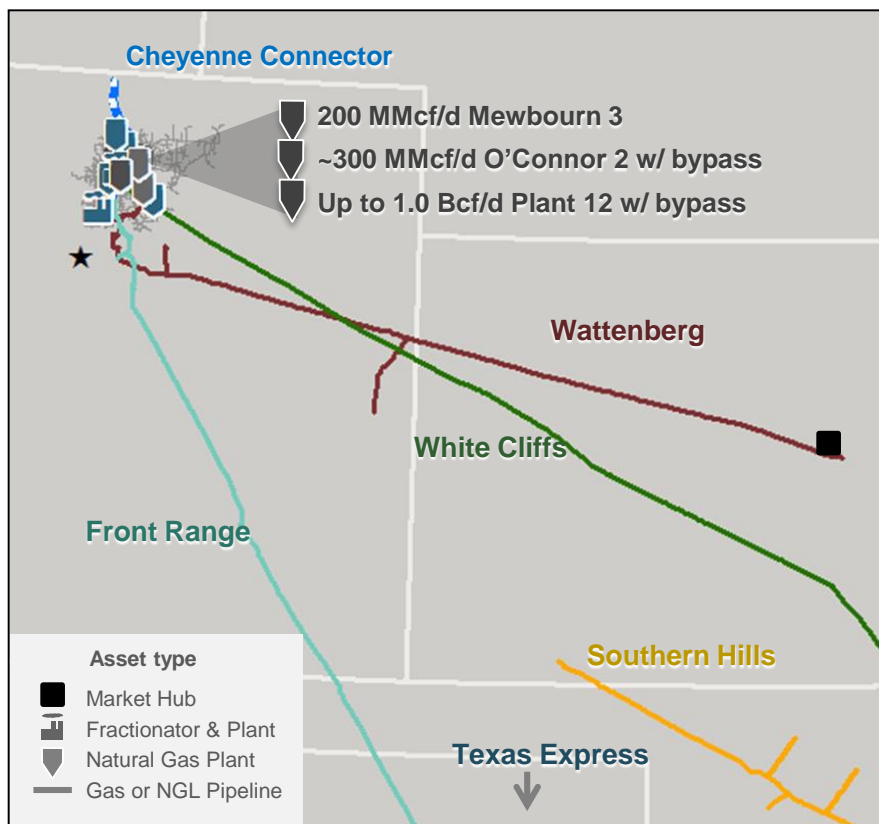 Cheyenne Connector
200 MMcf/d Mewbourn 3
~300 MMcf/d O’Connor 2 w/ bypass
Up to 1.0 Bcf/d Plant 12 w/ bypass
Wattenberg
White Cliffs
Front Range
Southern Hills
Texas Express
Asset type
Market Hub
Fractionator & Plant
Natural Gas Plant
Gas or NGL Pipeline